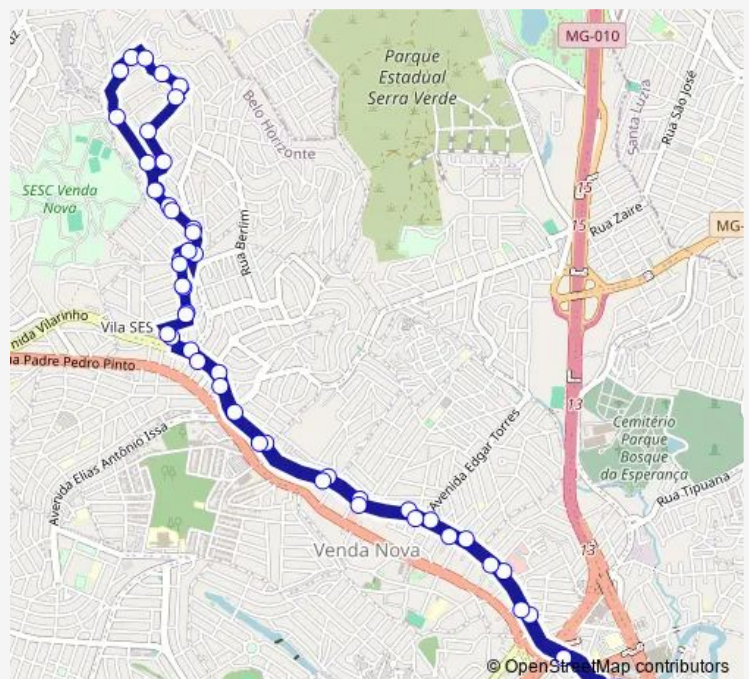 MG-010
Parque
Estadual
Serra Verde
Belo Horizonte
Santa Luzia
Rua São José
SESC Venda
Nova
15
15
Rua Zaire
MG-
Rua Berlim
nida Vilarinho
Vila SES
ua Padre Pedro Pinto
13
Cemitério
Parque
Bosque
da Esperança
Avenida Elias Antônio Issa
Avenida Edgar Torres
Rua Tipuana
Venda Nova
13
© OpenStreetMap contributors